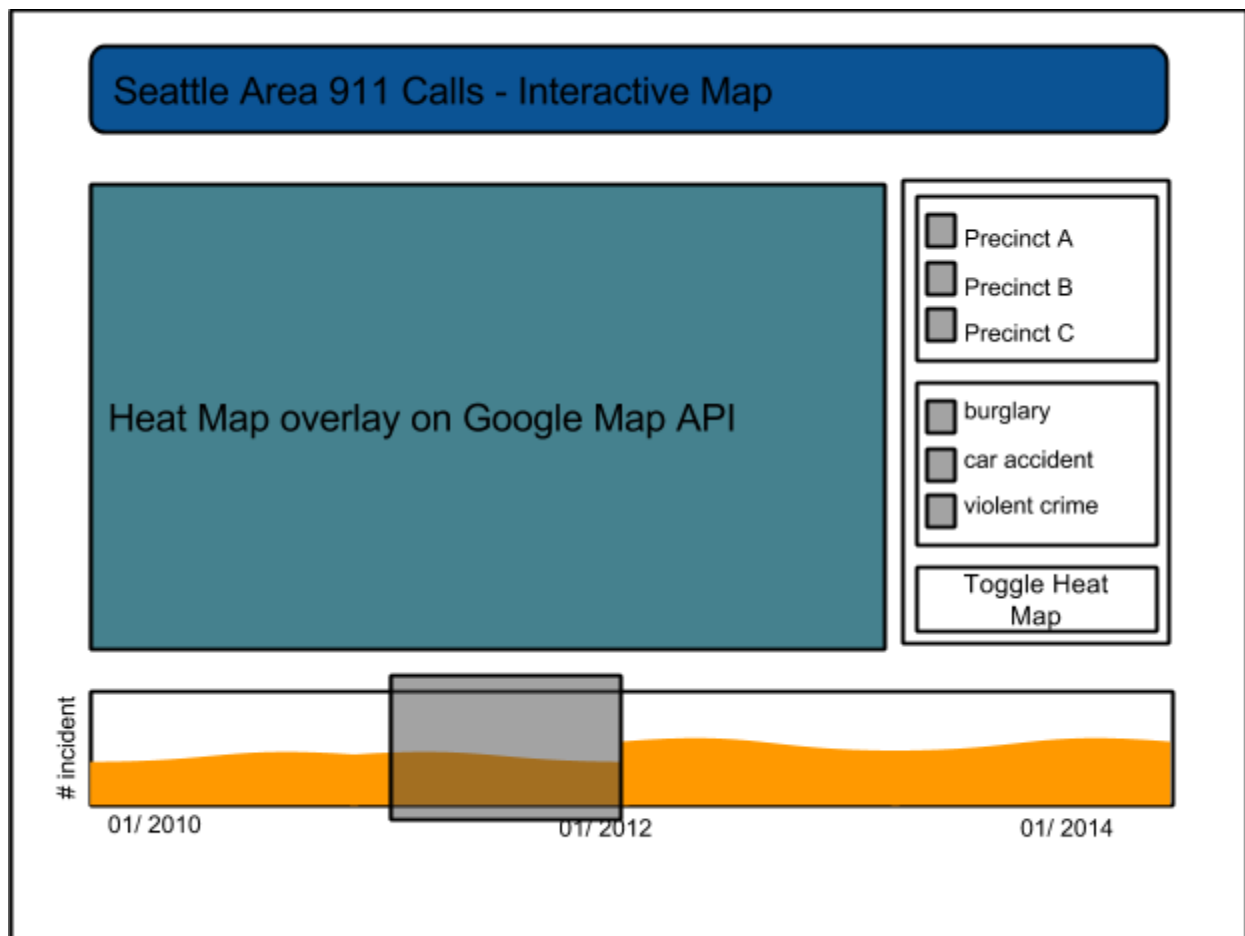 Seattle Area 911 Calls - Interactive Map
Heat Map overlay on Google Map API
Precinct A
Precinct B
Precinct C
burglary
car accident
violent crime
Toggle Heat
Map
# incident
01/ 2010
01/ 2012
01/ 2014